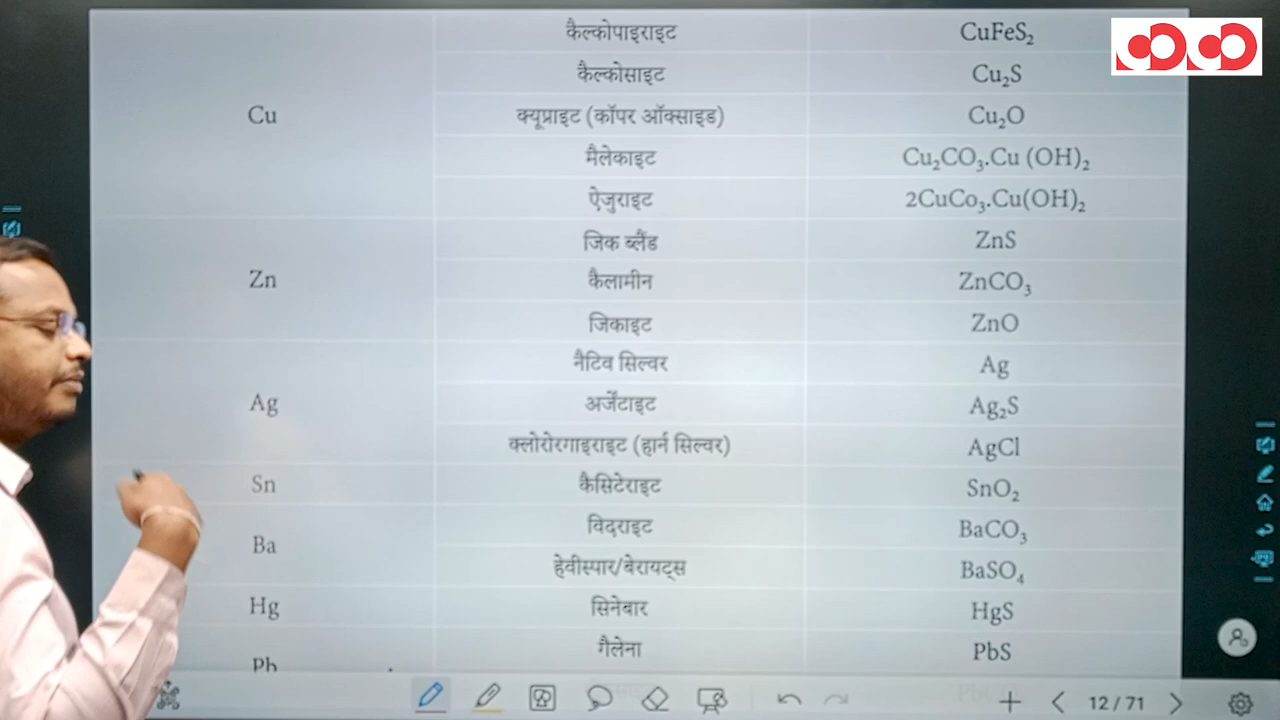 कैल्कोपाइराइट CuFeS₂
कैल्कोसाइट Cu₂S
Cu क्यूप्राइट (कॉपर ऑक्साइड) Cu₂O
मैलेकाइट Cu₂CO₃.Cu (OH)₂
ऐजुराइट 2CuCo₃.Cu(OH)₂
जिक ब्लैंड ZnS
Zn कैलामीन ZnCO₃
जिकाइट ZnO
नैटिव सिल्वर Ag
Ag अर्जेंटाइट Ag₂S
क्लोरोरगाइराइट (हार्न सिल्वर) AgCl
Sn कैसिटेराइट SnO₂
Ba विदराइट BaCO₃
हेवीस्पार/बेरायट्स BaSO₄
Hg सिनेबार HgS
गैलेना PbS
Pb
12 / 71